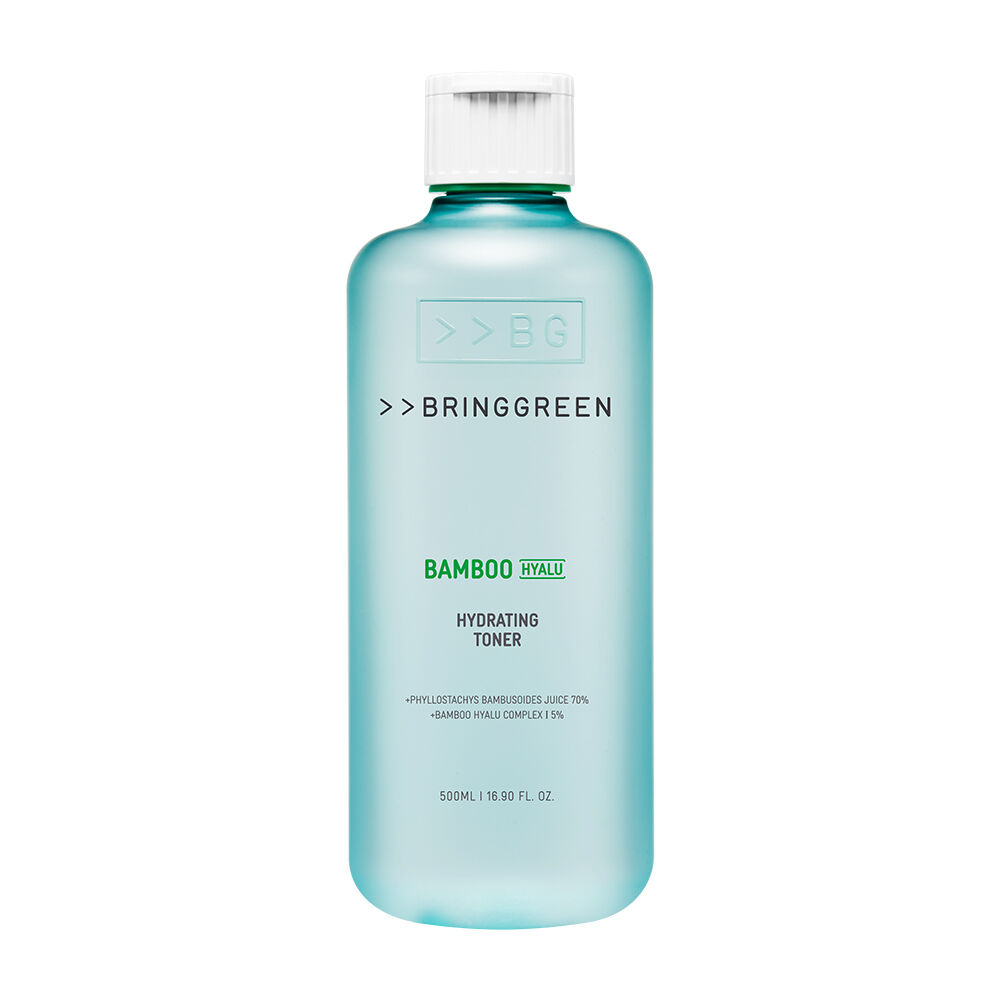 >>BG
>>BRINGGREEN
BAMBOO HYALU
HYDRATING
TONER
+PHYLLOSTACHYS BAMBUSOIDES JUICE 70%
+BAMBOO HYALU COMPLEX | 5%
500ML | 16.90 FL. OZ.